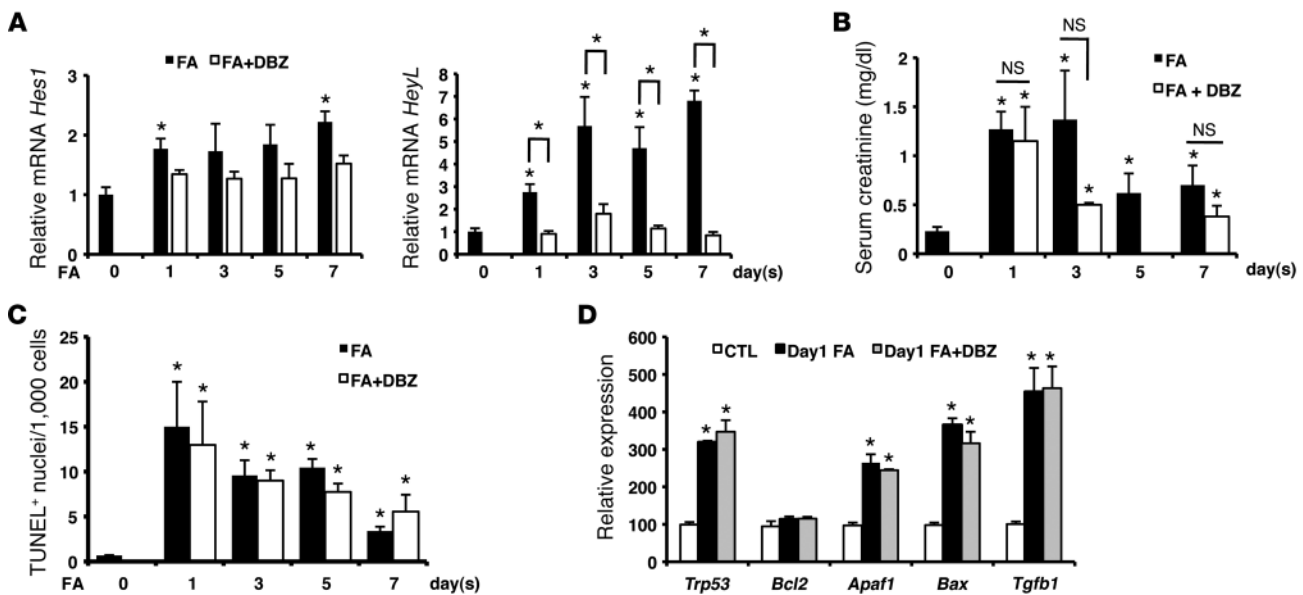 A
Relative mRNA Hes1
FA FA+DBZ
3
2
1
0
* *
FA 0 1 3 5 7
Relative mRNA HeyL
8
7
6
5
4
3
2
1
0
* * * *
* * * *
0 1 3 5 7 day(s)
B
Serum creatinine (mg/dl)
2
1.5
1
0.5
0
NS NS NS
* * * * * * *
FA
FA + DBZ
0 1 3 5 7 day(s)
C
TUNEL+ nuclei/1,000 cells
25
20
15
10
5
0
FA
FA+DBZ
* * * * * * * *
FA 0 1 3 5 7 day(s)
D
Relative expression
600
500
400
300
200
100
0
CTL Day1 FA Day1 FA+DBZ
* * * * * * * *
Trp53 Bcl2 Apaf1 Bax Tgfb1